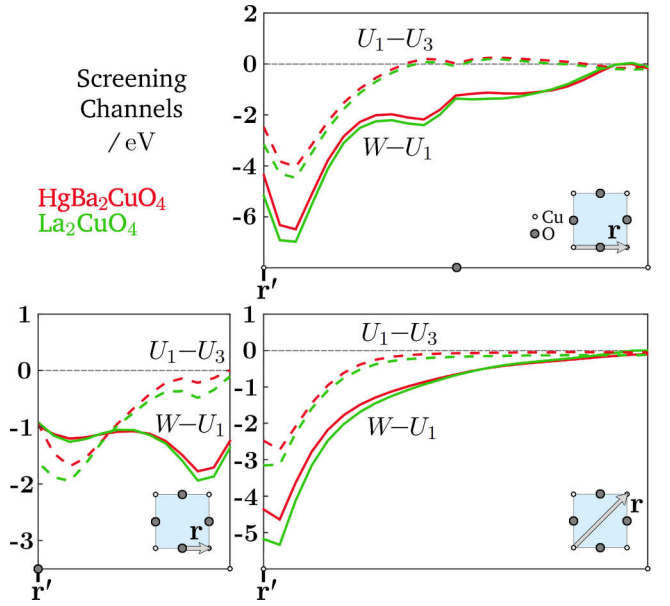 U₁−U₃
Screening
Channels
/ eV
HgBa₂CuO₄
La₂CuO₄
0
-2
-4
-6
W−U₁
Cu
O
r
r′
1
0
-1
-2
-3
U₁−U₃
W−U₁
r
r′
1
0
-1
-2
-3
-4
-5
U₁−U₃
W−U₁
r
r′